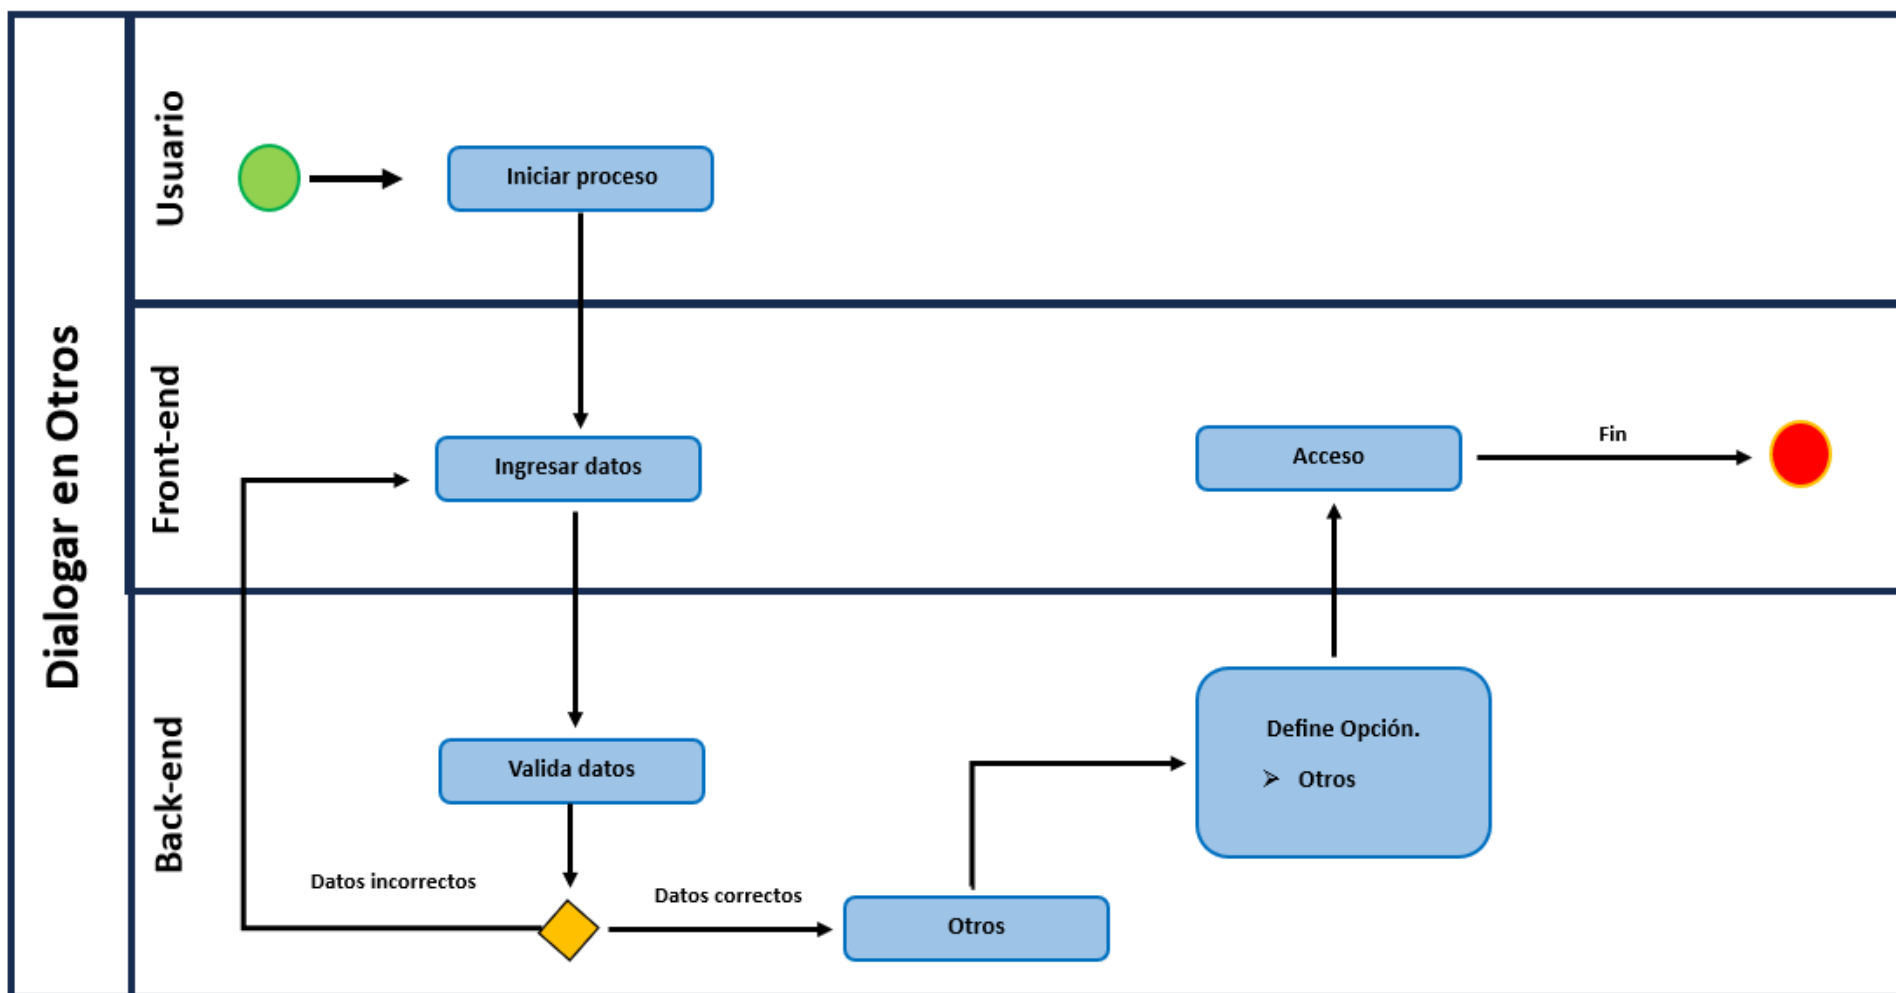 Dialogar en Otros
Usuario
Iniciar proceso
Front-end
Ingresar datos
Acceso
Fin
Back-end
Valida datos
Define Opción.
➢ Otros
Datos incorrectos
Datos correctos
Otros